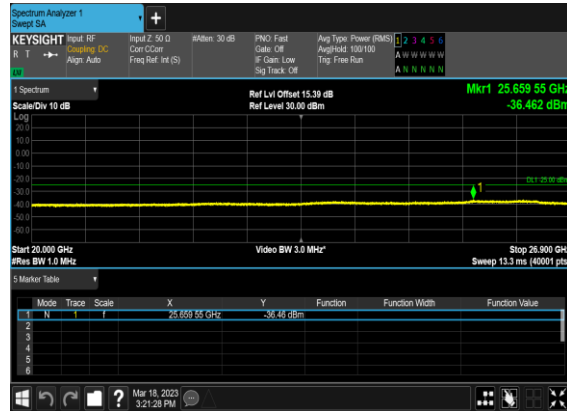 Spectrum Analyzer 1
Swept SA
+
KEYSIGHT Input: RF Input Z: 50 Ω #Atten: 30 dB PNO: Fast Avg Type: Power (RMS) 1 2 3 4 5 6
R T Coupling: DC Corr CCorr Gate: Off Avg|Hold: 100/100 A W W W W W
Align: Auto Freq Ref: Int (S) IF Gain: Low Trig: Free Run
Sig Track: Off A N N N N N
1 Spectrum
Ref Lvl Offset 15.39 dB Mkr1 25.659 55 GHz
Scale/Div 10 dB Ref Level 30.00 dBm -36.462 dBm
Log
20.0
10.0
0.00
-10.0
-20.0
DL1 -25.00 dBm
1
-30.0
-40.0
-50.0
-60.0
Start 20.000 GHz Video BW 3.0 MHz* Stop 26.900 GHz
#Res BW 1.0 MHz Sweep 13.3 ms (40001 pts
5 Marker Table
Mode Trace Scale X Y Function Function Width Function Value
1 N 1 f 25.659 55 GHz -36.46 dBm
2
3
4
5
6
? Mar 18, 2023
3:21:28 PM